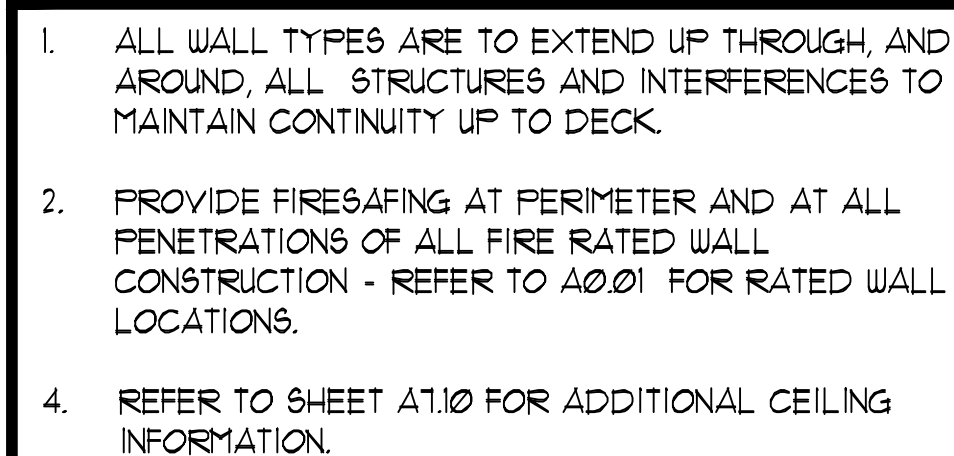 1. ALL WALL TYPES ARE TO EXTEND UP THROUGH, AND
AROUND, ALL STRUCTURES AND INTERFERENCES TO
MAINTAIN CONTINUITY UP TO DECK.
2. PROVIDE FIRESAFING AT PERIMETER AND AT ALL
PENETRATIONS OF ALL FIRE RATED WALL
CONSTRUCTION - REFER TO A0.01 FOR RATED WALL
LOCATIONS.
4. REFER TO SHEET A7.10 FOR ADDITIONAL CEILING
INFORMATION.